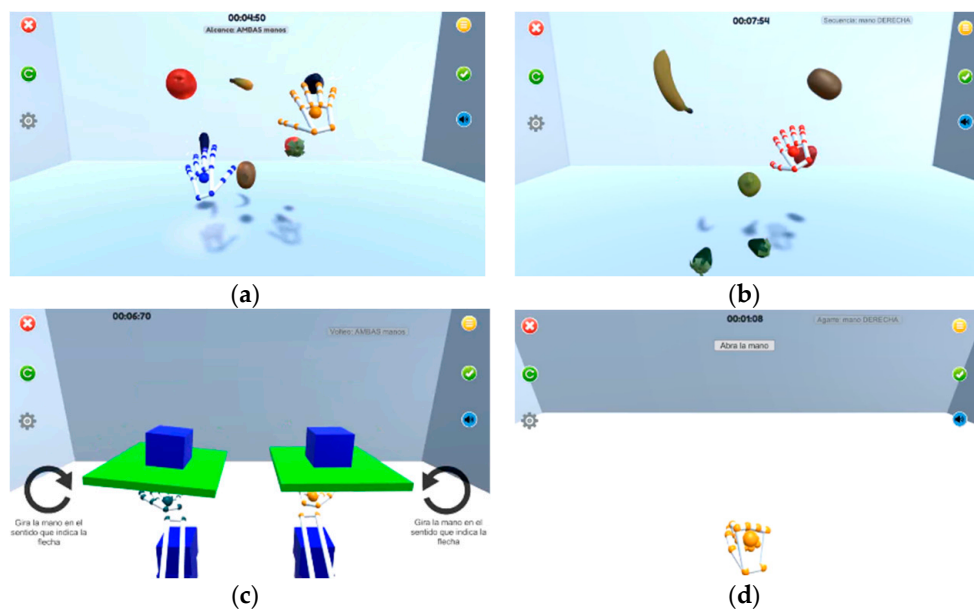 00:04:50
Alcance: AMBAS manos
00:07:54
Secuencia: mano DERECHA
(a)
(b)
00:06:70
Volteo: AMBAS manos
Gira la mano en el
sentido que indica la
flecha
Gira la mano en el
sentido que indica la
flecha
00:01:08
Agarre: mano DERECHA
Abra la mano
(c)
(d)